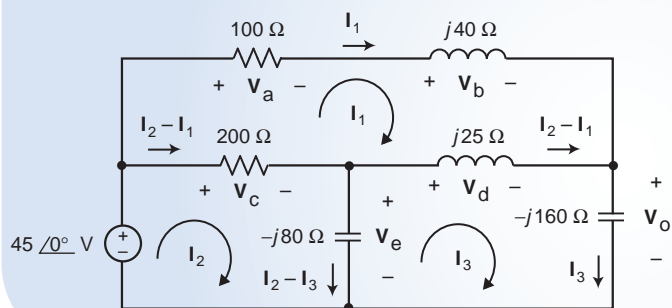 I1
100 Ω
j40 Ω
+ Va −
+ Vb −
I1
I2 – I1
200 Ω
j25 Ω
I2 – I1
+ Vc −
+ Vd −
45 /0° V
+
−
I2
−j80 Ω
+
Ve
−
I2 – I3
I3
−j160 Ω
+
Vo
−
I3